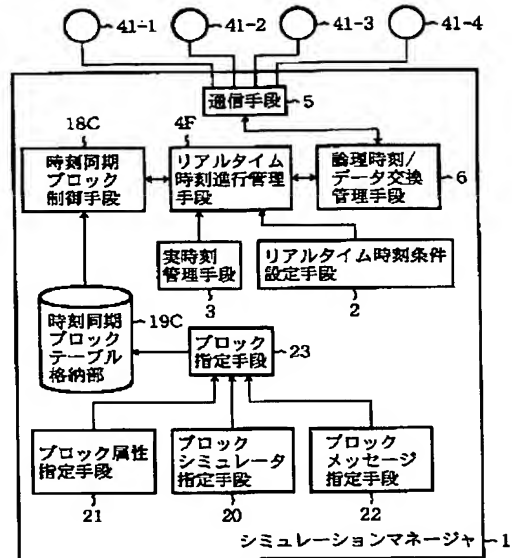 41-1
41-2
41-3
41-4
通信手段
5
18C
4F
時刻同期
ブロック
制御手段
リアルタイム
時刻進行管理
手段
論理時刻/
データ交換
管理手段
6
実時刻
管理手段
3
リアルタイム時刻条件
設定手段
2
時刻同期
ブロック
テーブル
格納部
19C
ブロック
指定手段
23
ブロック属性
指定手段
21
ブロック
シミュレータ
指定手段
20
ブロック
メッセージ
指定手段
22
シミュレーションマネージャ
1